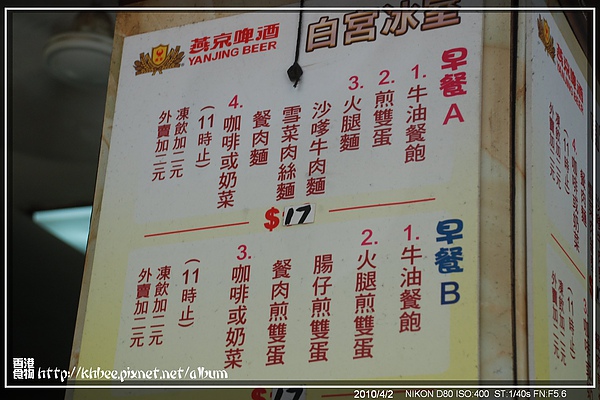 燕京啤酒
YANJING BEER
白宮冰室
早餐A
1. 牛油餐飽
2. 煎雙蛋
3. 火腿麵
沙嗲牛肉麵
雪菜肉絲麵
餐肉麵
4. 咖啡或奶菜
(11時止)
凍飲加二元
外賣加二元
$17
早餐B
1. 牛油餐飽
2. 火腿煎雙蛋
腸仔煎雙蛋
餐肉煎雙蛋
3. 咖啡或奶菜
(11時止)
凍飲加二元
外賣加二元
$17
香港食物 http://khbee.pixnet.net/album
2010/4/2 NIKON D80 ISO:400 ST:1/40s FN:F5.6